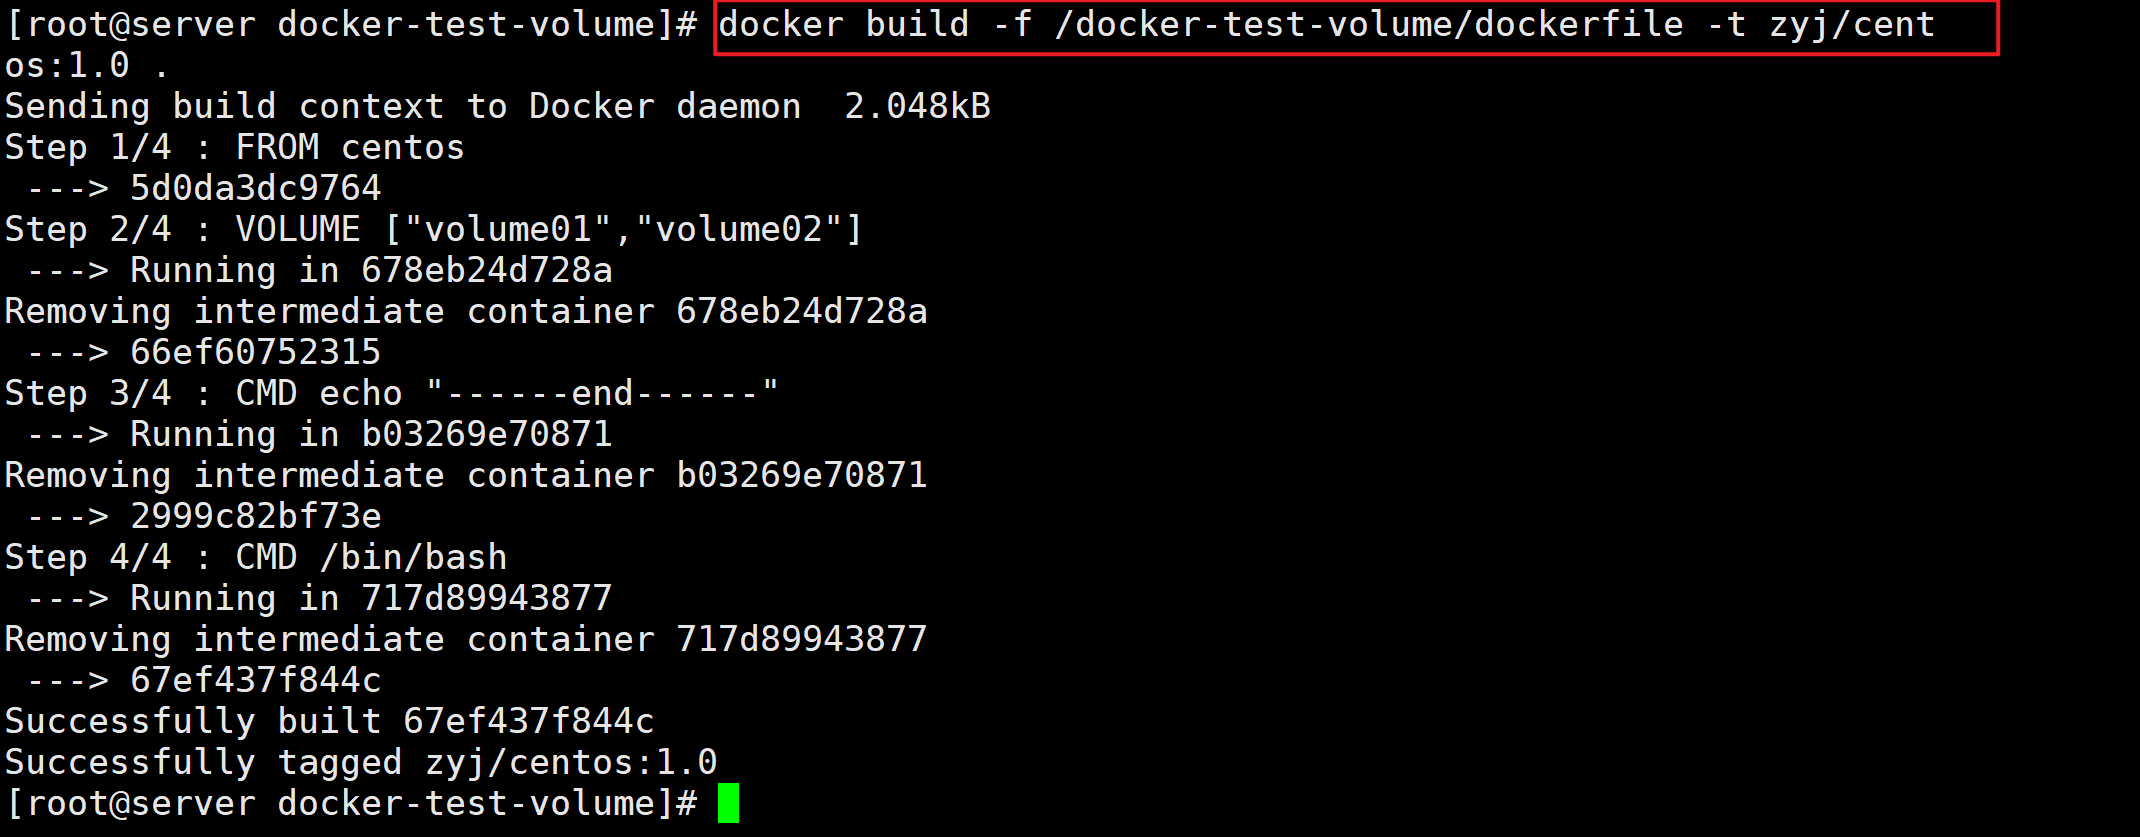 [root@server docker-test-volume]# docker build -f /docker-test-volume/dockerfile -t zyj/cent
os:1.0 .
Sending build context to Docker daemon  2.048kB
Step 1/4 : FROM centos
 ---> 5d0da3dc9764
Step 2/4 : VOLUME ["volume01","volume02"]
 ---> Running in 678eb24d728a
Removing intermediate container 678eb24d728a
 ---> 66ef60752315
Step 3/4 : CMD echo "------end------"
 ---> Running in b03269e70871
Removing intermediate container b03269e70871
 ---> 2999c82bf73e
Step 4/4 : CMD /bin/bash
 ---> Running in 717d89943877
Removing intermediate container 717d89943877
 ---> 67ef437f844c
Successfully built 67ef437f844c
Successfully tagged zyj/centos:1.0
[root@server docker-test-volume]#